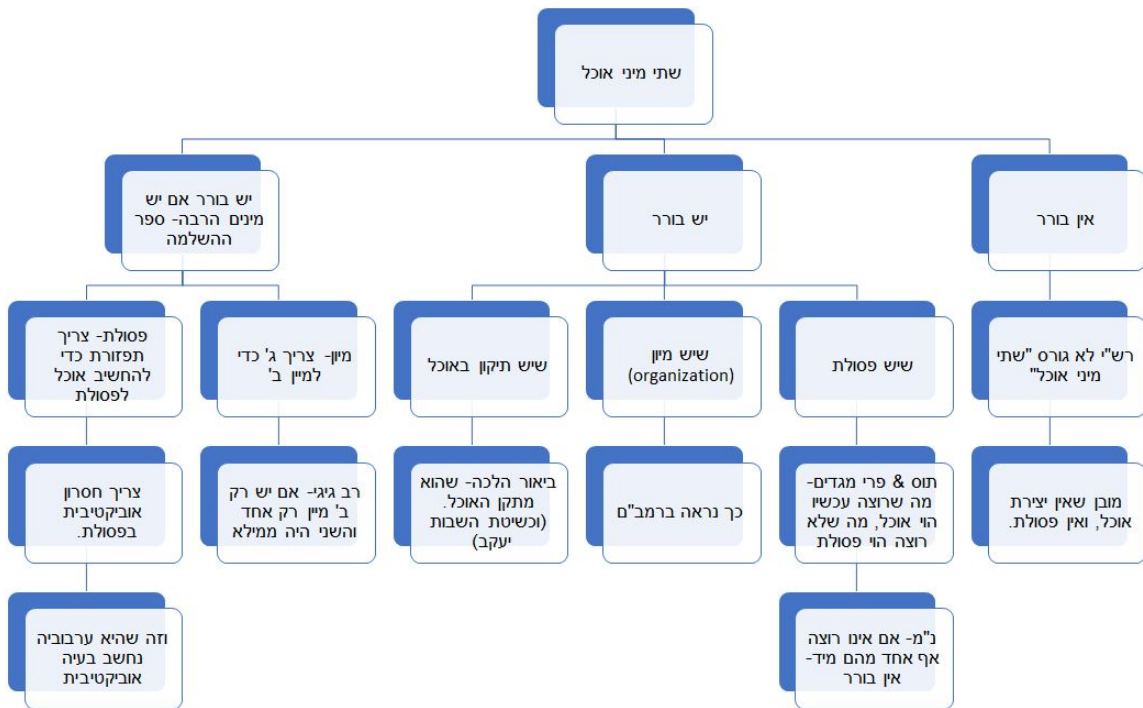 שתי מיני אוכל
אין בורר
יש בורר
יש בורר אם יש
מינים הרבה- ספר
ההשלמה
רש"י לא גורס "שתי
מיני אוכל"
שיש פסולת
שיש מיון
(organization)
שיש תיקון באוכל
מיון- צריך ג' כדי
למיין ב'
פסולת- צריך
תפזורת כדי
להחשיב אוכל
לפסולת
מובן שאין יצירת
אוכל, ואין פסולת.
תוס & פרי מגדים-
מה שרוצה עכשיו
הוי אוכל, מה שלא
רוצה הוי פסולת
כך נראה ברמב"ם
ביאור הלכה- שהוא
מתקן האוכל.
(וכשיטת השבות
יעקב)
רב גיגי- אם יש רק
ב' מיין רק אחד
והשני היה ממילא
צריך חסרון
אוביקטיבית
בפסולת.
נ"מ- אם אינו רוצה
אף אחד מהם מיד-
אין בורר
וזה שהיא ערבוביה
נחשב בעיה
אוביקטיבית